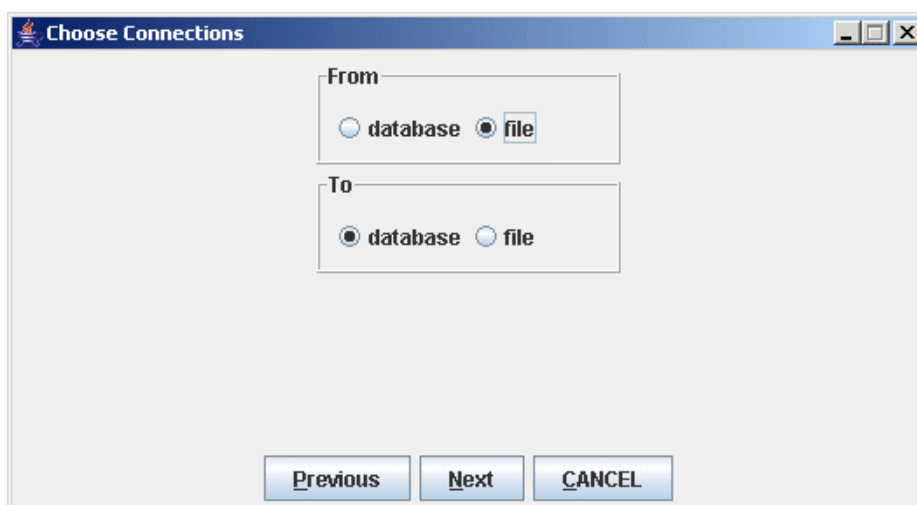 Choose Connections
From
database file
To
database file
Previous Next CANCEL